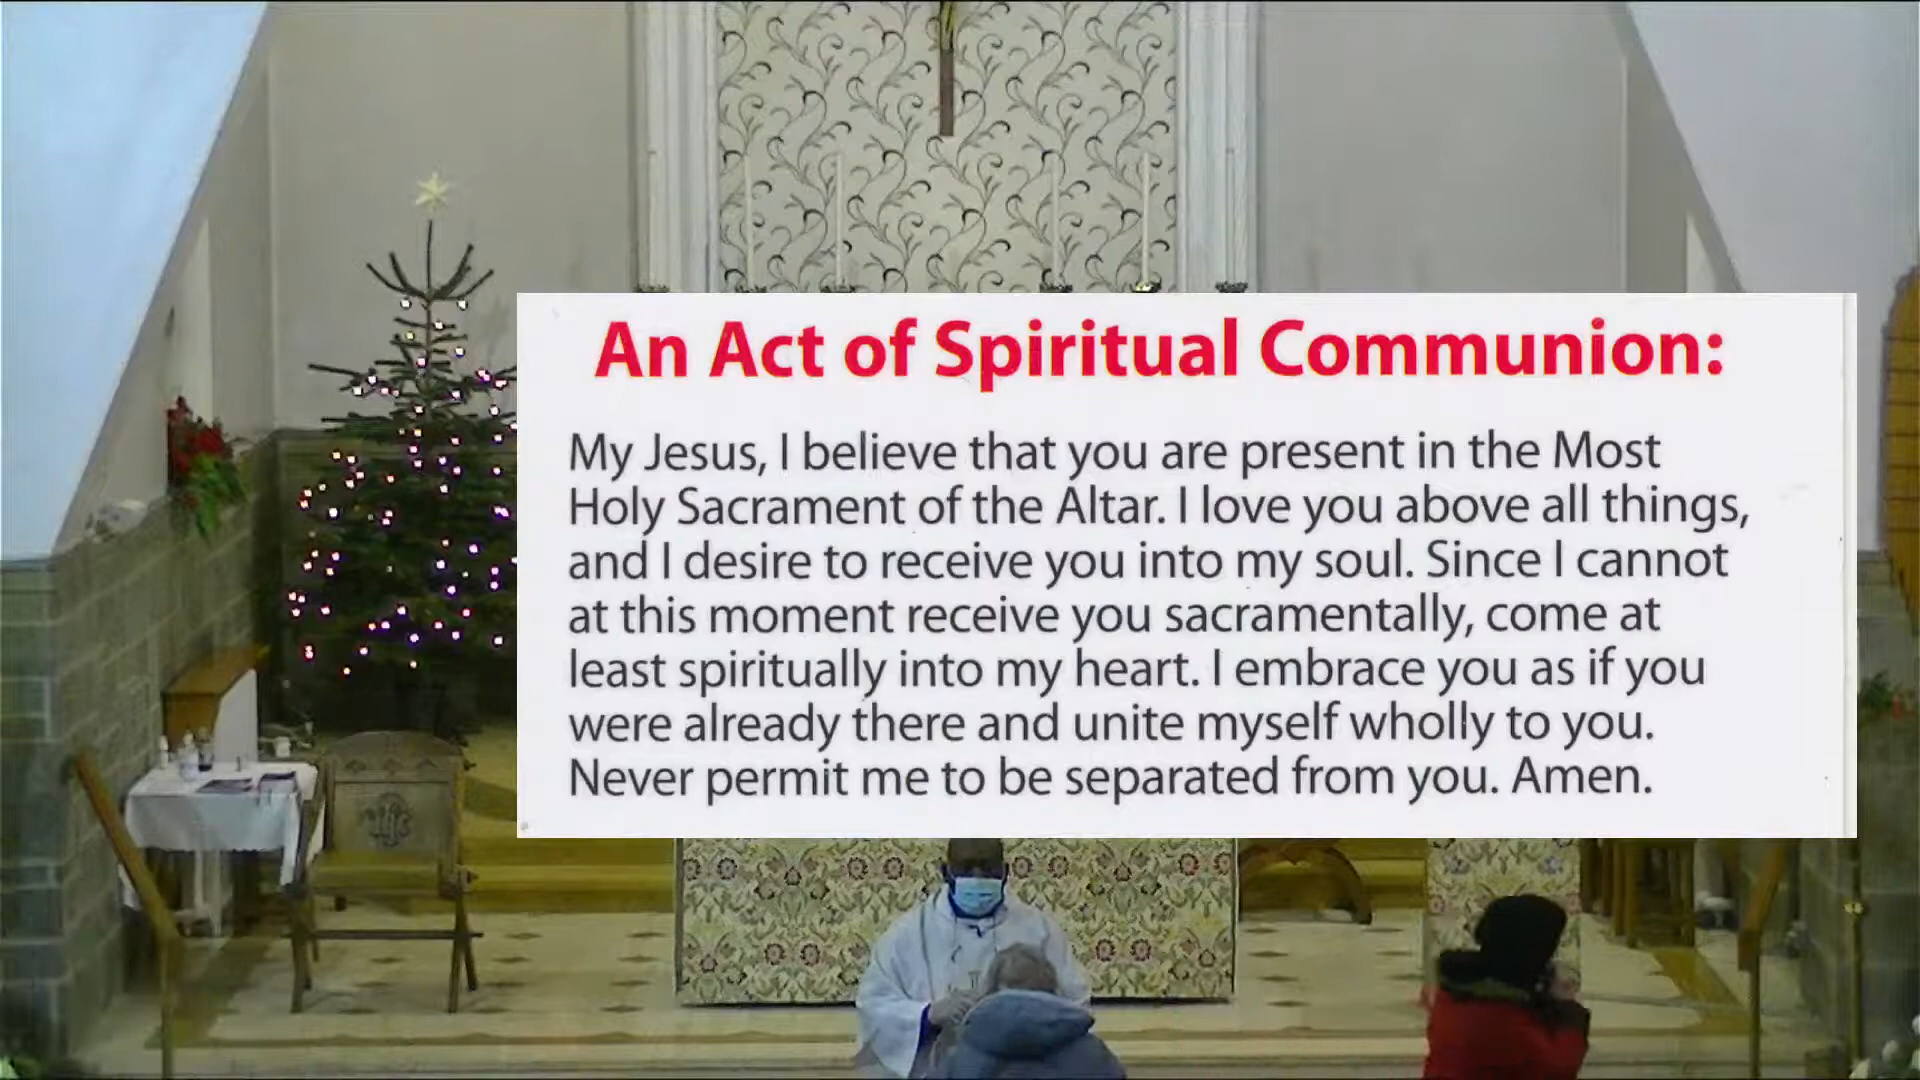 An Act of Spiritual Communion:
My Jesus, I believe that you are present in the Most
Holy Sacrament of the Altar. I love you above all things,
and I desire to receive you into my soul. Since I cannot
at this moment receive you sacramentally, come at
least spiritually into my heart. I embrace you as if you
were already there and unite myself wholly to you.
Never permit me to be separated from you. Amen.